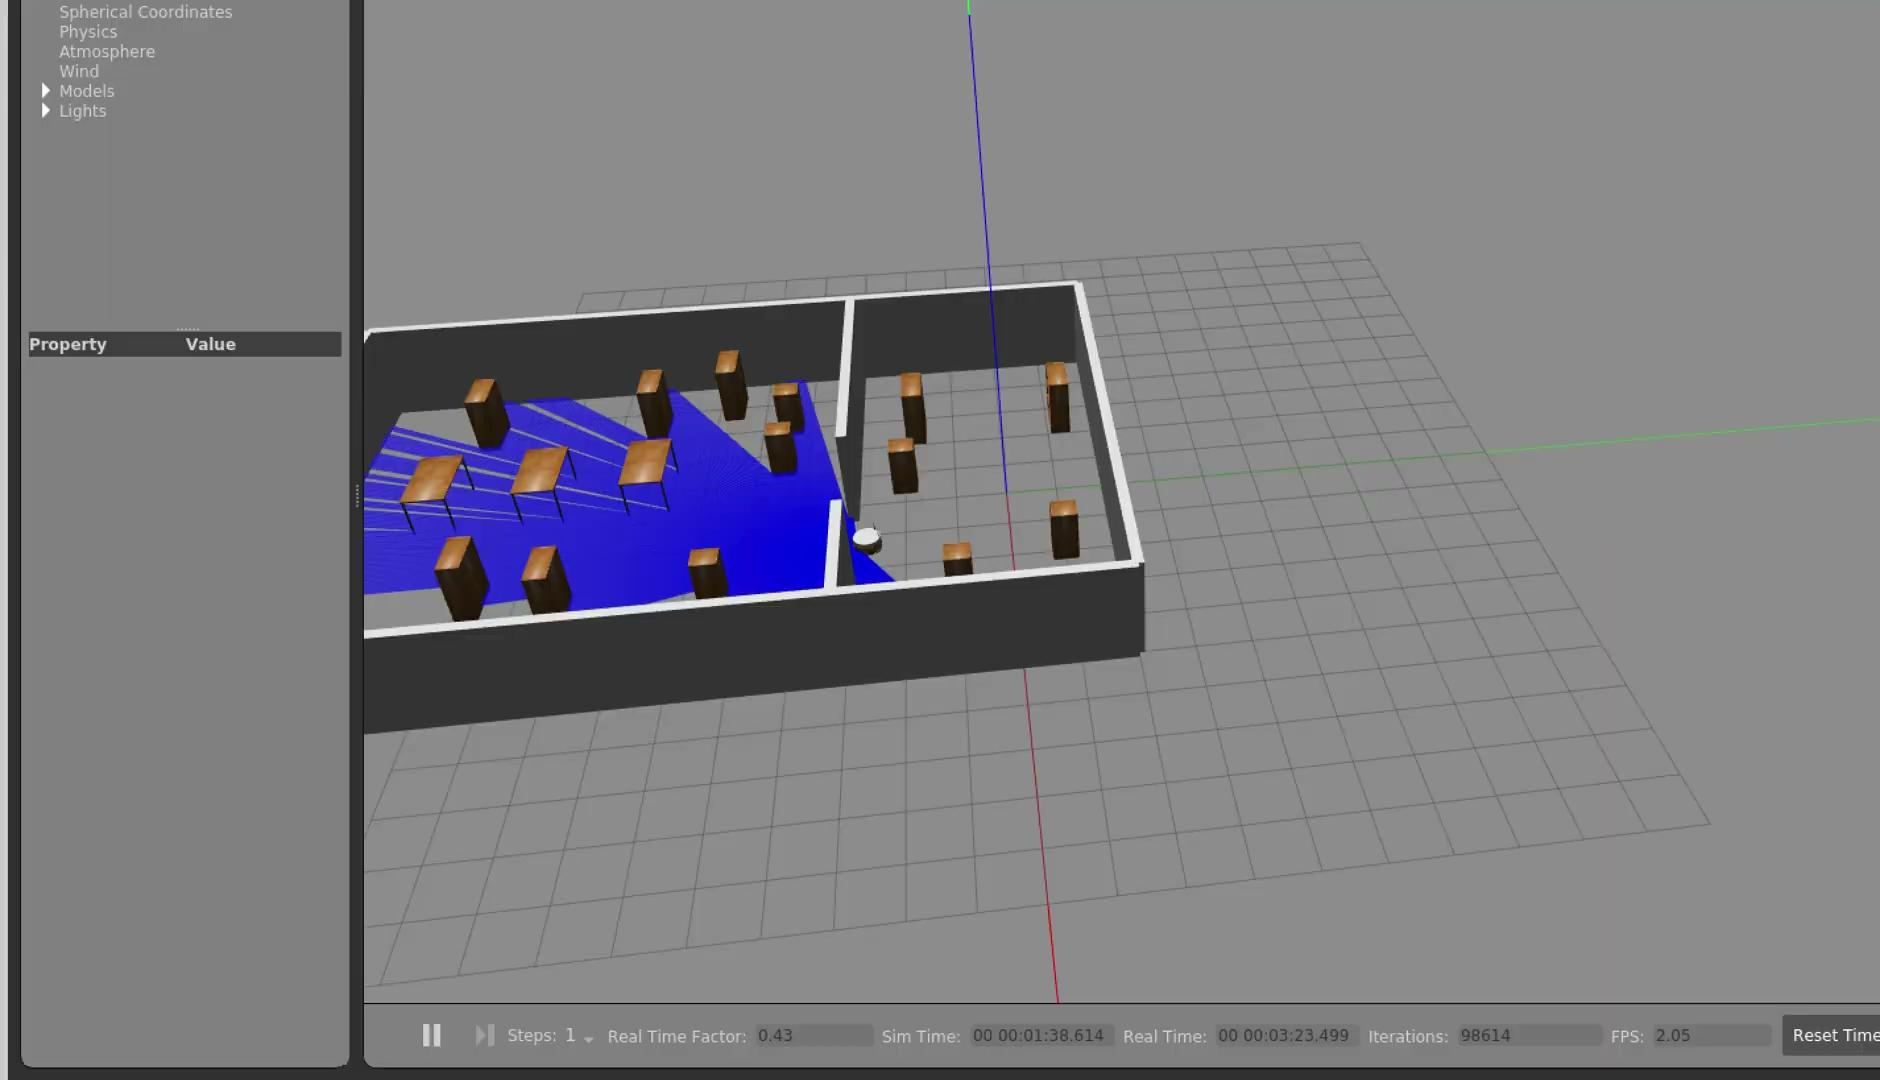 Spherical Coordinates
Physics
Atmosphere
Wind
Models
Lights
Property Value
Steps: 1 Real Time Factor: 0.43 Sim Time: 00 00:01:38.614 Real Time: 00 00:03:23.499 Iterations: 98614 FPS: 2.05 Reset Time